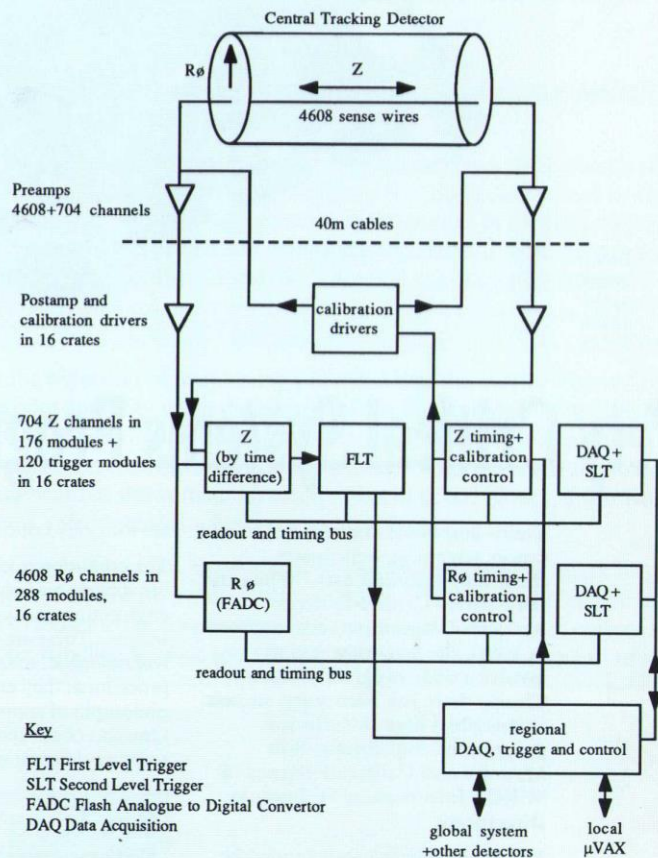 Central Tracking Detector
Rø
Z
4608 sense wires
Preamps
4608+704 channels
40m cables
Postamp and
calibration drivers
in 16 crates
calibration
drivers
704 Z channels in
176 modules +
120 trigger modules
in 16 crates
Z
(by time
difference)
FLT
Z timing+
calibration
control
DAQ +
SLT
readout and timing bus
4608 Rø channels in
288 modules,
16 crates
R ø
(FADC)
Rø timing+
calibration
control
DAQ +
SLT
readout and timing bus
Key
FLT First Level Trigger
SLT Second Level Trigger
FADC Flash Analogue to Digital Convertor
DAQ Data Acquisition
regional
DAQ, trigger and control
global system
+other detectors
local
µVAX